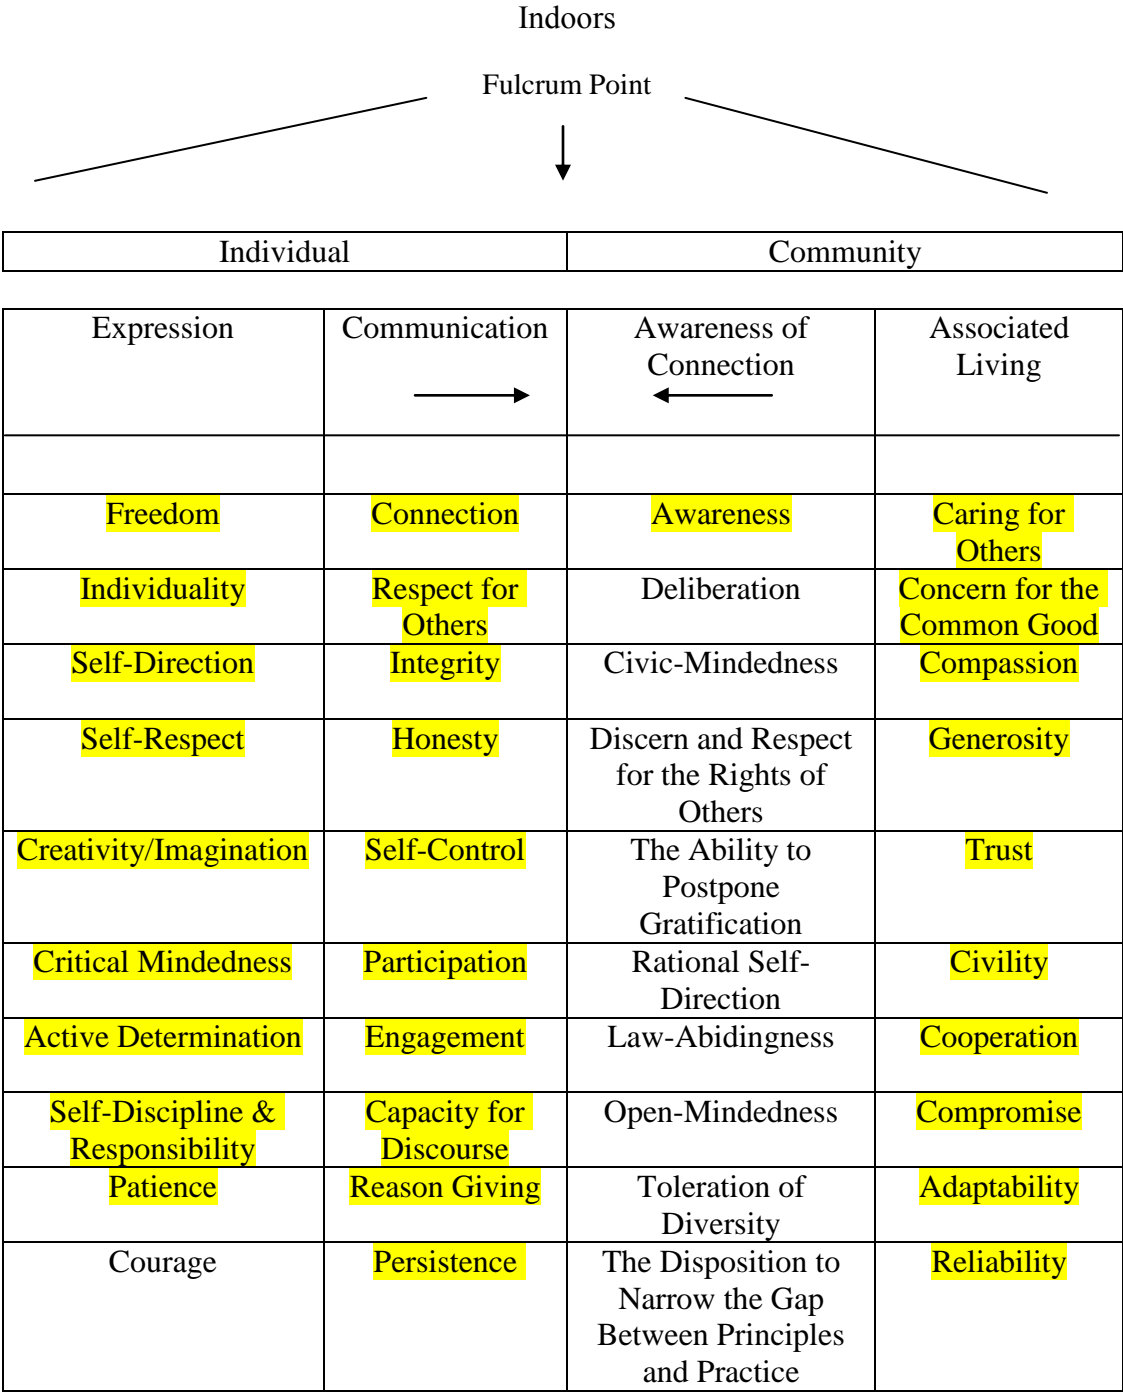 Indoors
Fulcrum Point
Individual
Community
Expression
Communication
Awareness of
Connection
Associated
Living
Freedom
Connection
Awareness
Caring for
Others
Individuality
Respect for
Others
Deliberation
Concern for the
Common Good
Self-Direction
Integrity
Civic-Mindedness
Compassion
Self-Respect
Honesty
Discern and Respect
for the Rights of
Others
Generosity
Creativity/Imagination
Self-Control
The Ability to
Postpone
Gratification
Trust
Critical Mindedness
Participation
Rational Self-
Direction
Civility
Active Determination
Engagement
Law-Abidingness
Cooperation
Self-Discipline &
Responsibility
Capacity for
Discourse
Open-Mindedness
Compromise
Patience
Reason Giving
Toleration of
Diversity
Adaptability
Courage
Persistence
The Disposition to
Narrow the Gap
Between Principles
and Practice
Reliability